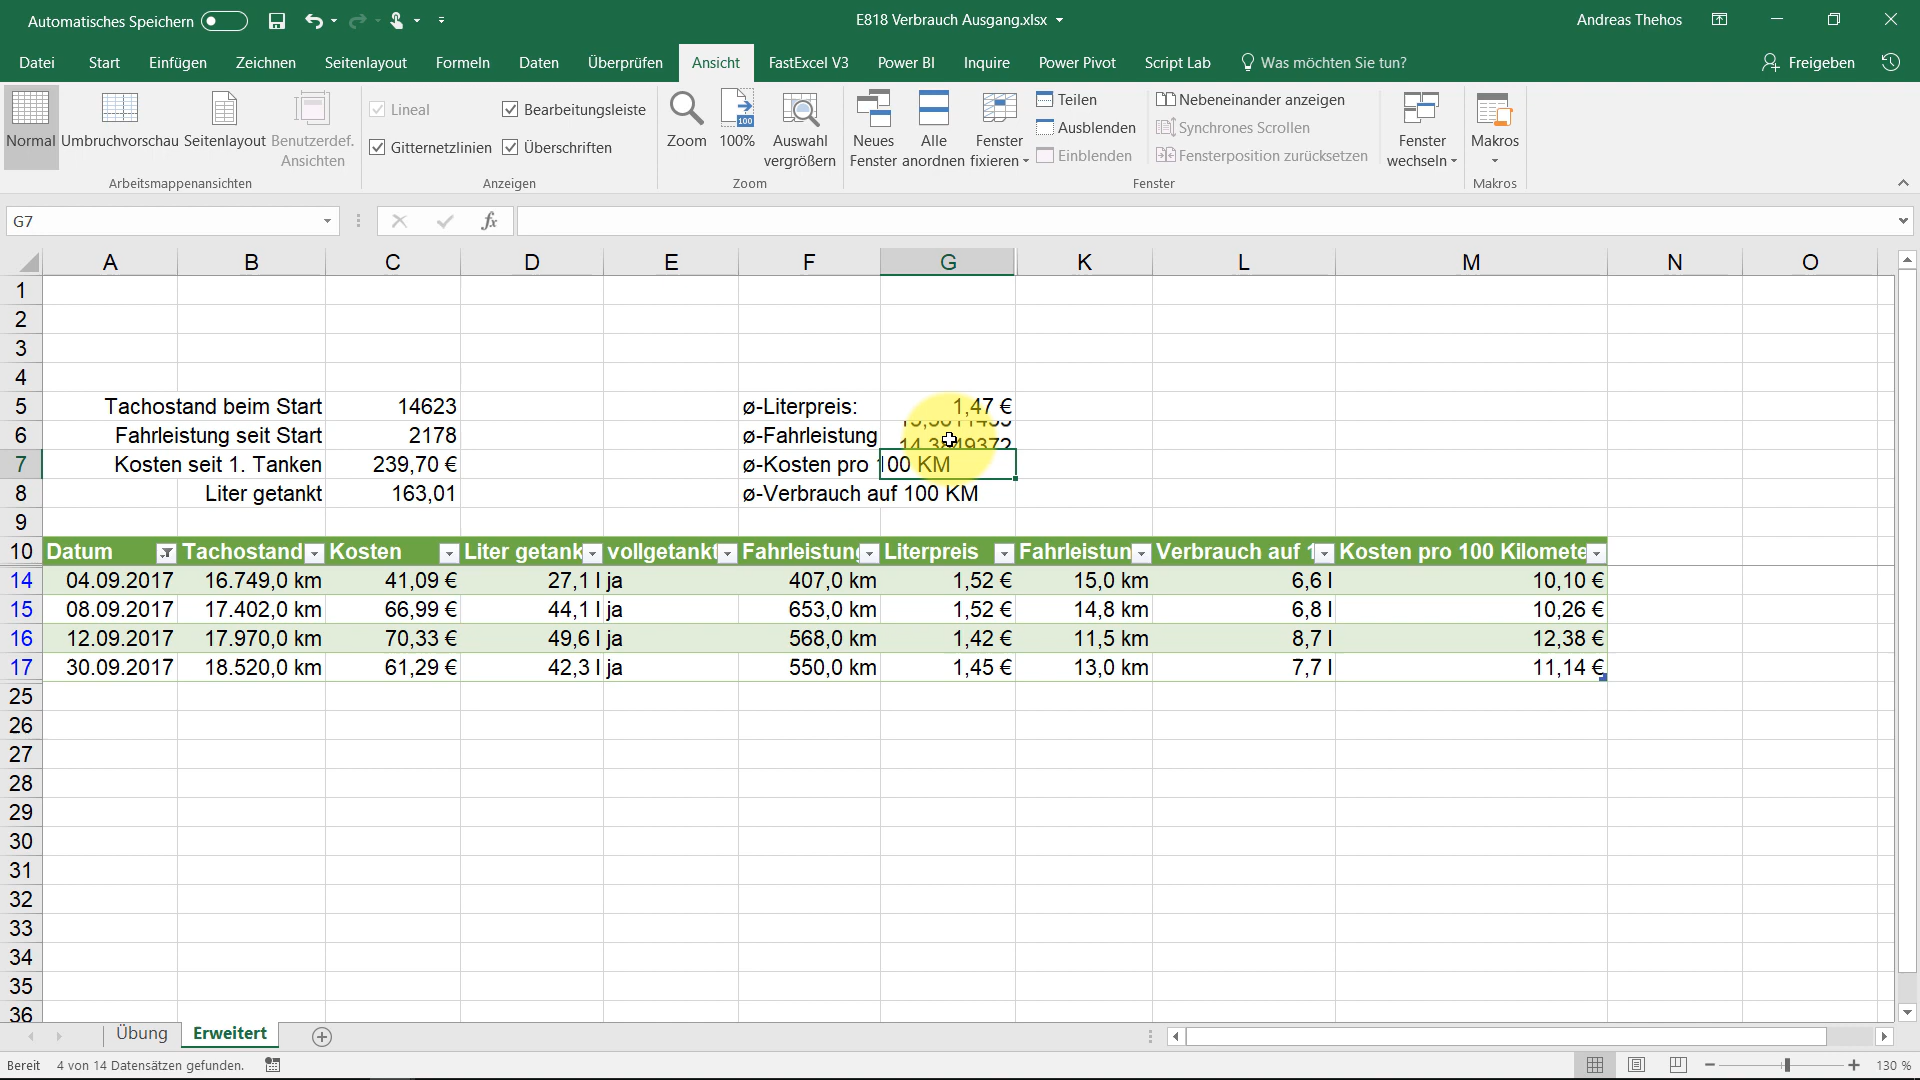 Automatisches Speichern
E818 Verbrauch Ausgang.xlsx
Andreas Thehos
Datei Start Einfügen Zeichnen Seitenlayout Formeln Daten Überprüfen Ansicht FastExcel V3 Power BI Inquire Power Pivot Script Lab Was möchten Sie tun? Freigeben
Normal Umbruchvorschau Seitenlayout Benutzerdef. Ansichten
Arbeitsmappenansichten
Lineal Bearbeitungsleiste
Gitternetzlinien Überschriften
Anzeigen
Zoom 100% Auswahl vergrößern
Zoom
Neues Fenster Alle anordnen Fenster fixieren
Teilen
Ausblenden
Einblenden
Nebeneinander anzeigen
Synchrones Scrollen
Fensterposition zurücksetzen
Fenster wechseln
Fenster
Makros
Makros
G7 fx
A B C D E F G K L M N O
1
2
3
4
5 Tachostand beim Start 14623 ø-Literpreis: 1,47 €
6 Fahrleistung seit Start 2178 ø-Fahrleistung
7 Kosten seit 1. Tanken 239,70 € ø-Kosten pro 100 KM
8 Liter getankt 163,01 ø-Verbrauch auf 100 KM
9
10 Datum Tachostand Kosten Liter getank vollgetankt Fahrleistun Literpreis Fahrleistun Verbrauch auf 1 Kosten pro 100 Kilomete
14 04.09.2017 16.749,0 km 41,09 € 27,1 l ja 407,0 km 1,52 € 15,0 km 6,6 l 10,10 €
15 08.09.2017 17.402,0 km 66,99 € 44,1 l ja 653,0 km 1,52 € 14,8 km 6,8 l 10,26 €
16 12.09.2017 17.970,0 km 70,33 € 49,6 l ja 568,0 km 1,42 € 11,5 km 8,7 l 12,38 €
17 30.09.2017 18.520,0 km 61,29 € 42,3 l ja 550,0 km 1,45 € 13,0 km 7,7 l 11,14 €
25
26
27
28
29
30
31
32
33
34
35
36
Übung Erweitert
Bereit 4 von 14 Datensätzen gefunden. 130 %